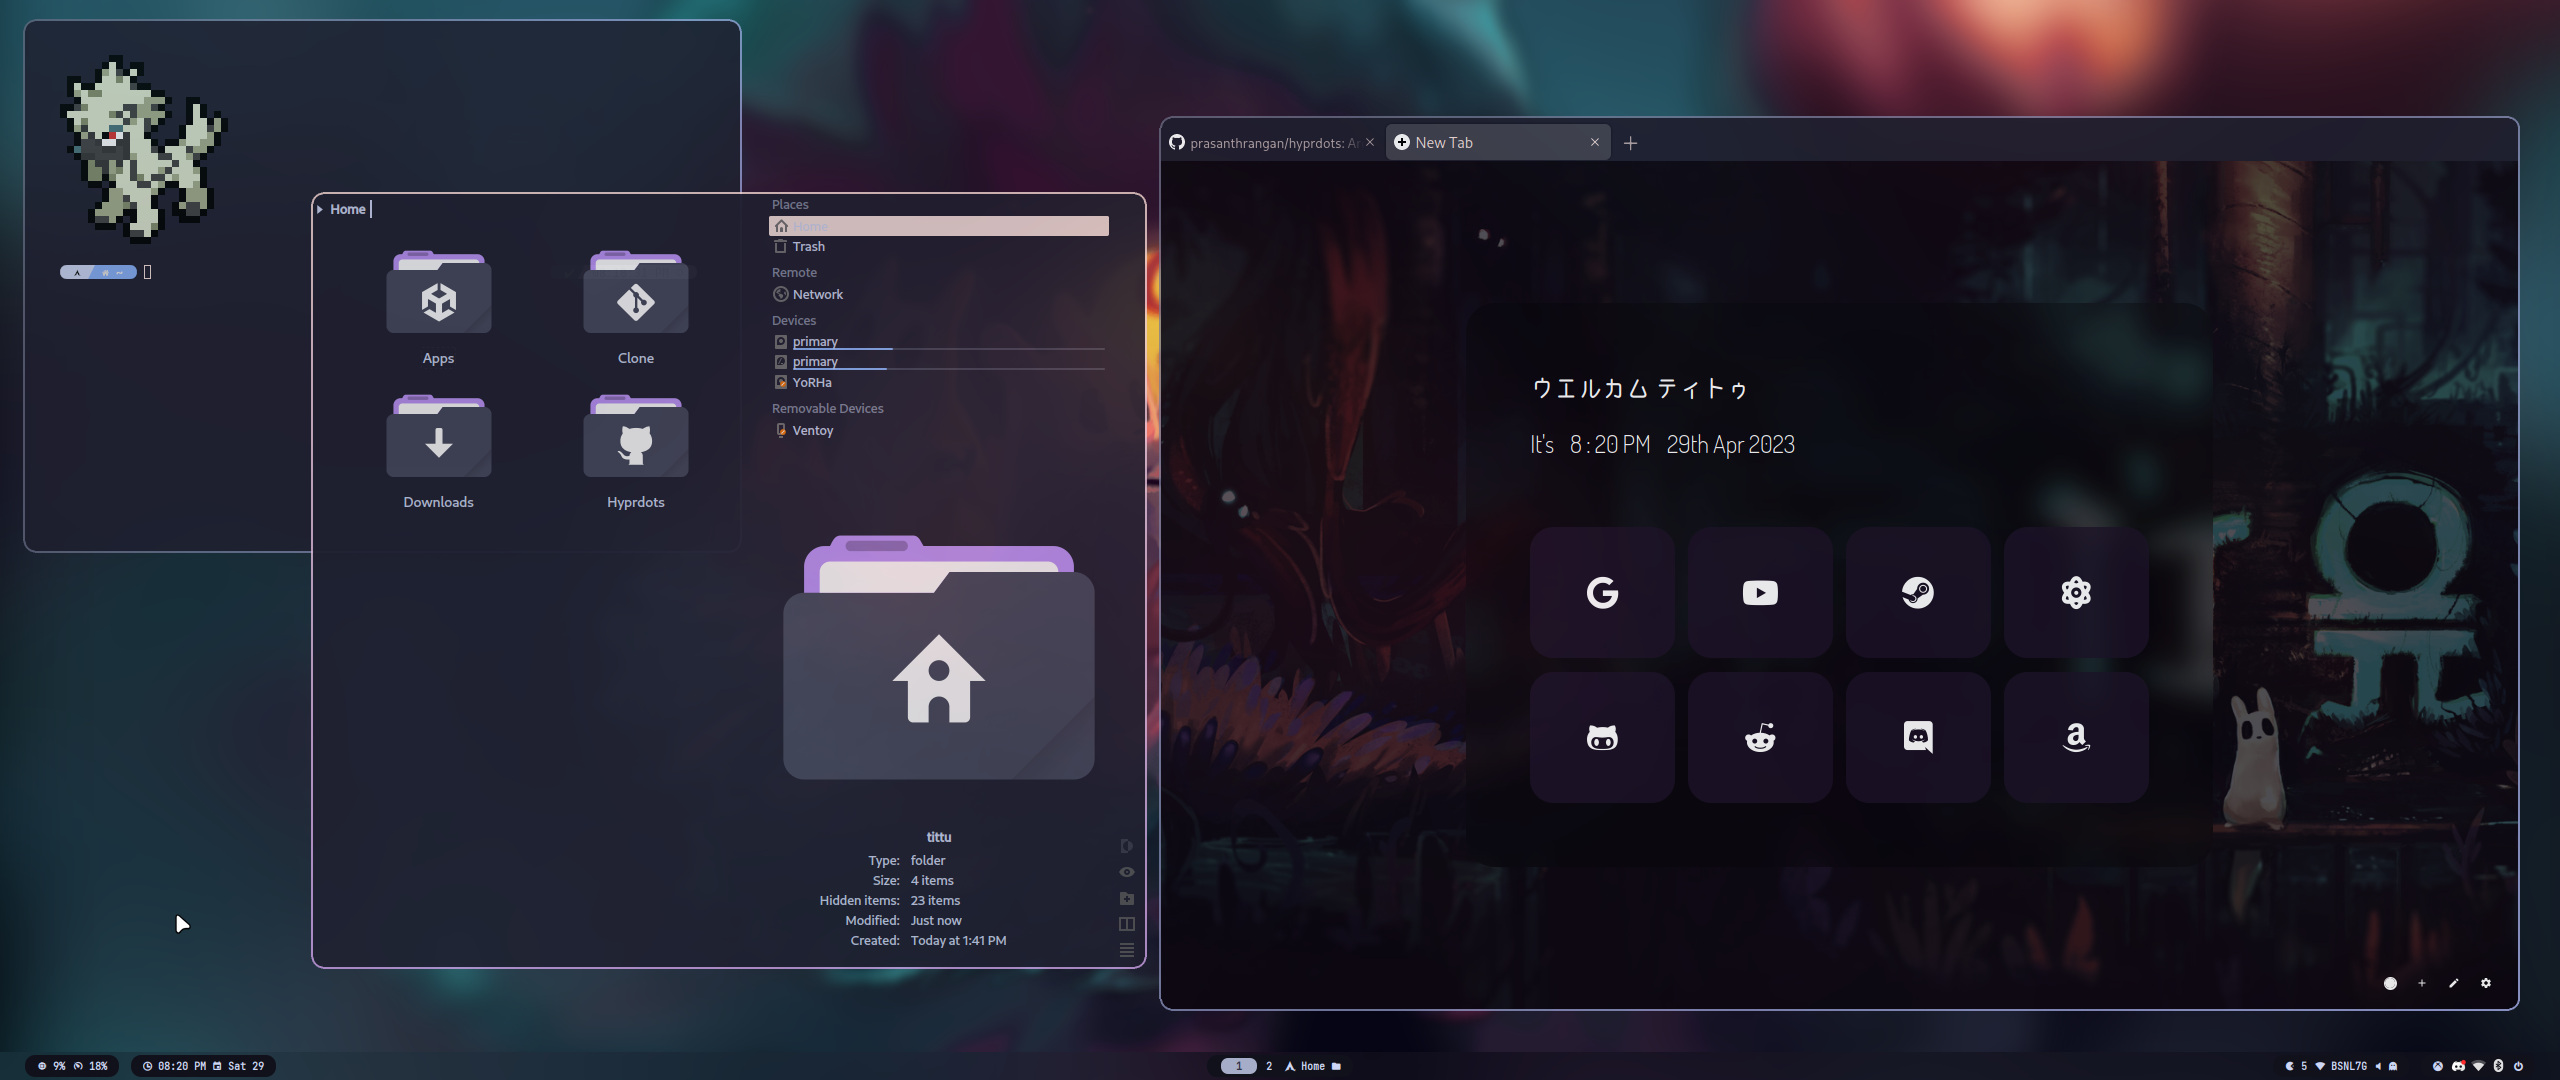 Home
Apps
Clone
Downloads
Hyprdots
Places
Home
Trash
Remote
Network
Devices
primary
primary
YoRHa
Removable Devices
Ventoy
tittu
Type: folder
Size: 4 items
Hidden items: 23 items
Modified: Just now
Created: Today at 1:41 PM
prasanthrangan/hyprdots: Ar
New Tab
ウエルカム ティトゥ
It's 8:20 PM 29th Apr 2023
9% 18% 08:20 PM Sat 29
1 2 Home
5 BSNL7G